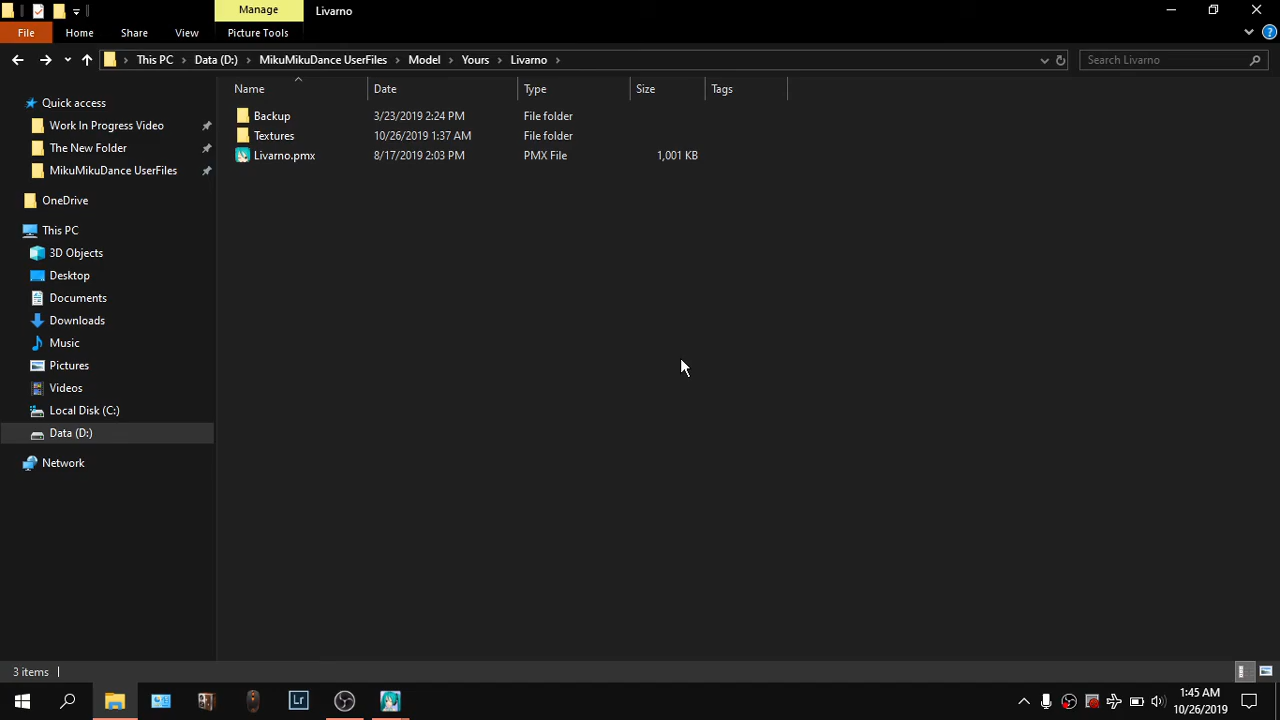 Manage
Livarno
File
Home
Share
View
Picture Tools
This PC
Data (D:)
MikuMikuDance UserFiles
Model
Yours
Livarno
Search Livarno
Name
Date
Type
Size
Tags
Quick access
Work In Progress Video
The New Folder
MikuMikuDance UserFiles
OneDrive
This PC
3D Objects
Desktop
Documents
Downloads
Music
Pictures
Videos
Local Disk (C:)
Data (D:)
Network
Backup 3/23/2019 2:24 PM File folder
Textures 10/26/2019 1:37 AM File folder
Livarno.pmx 8/17/2019 2:03 PM PMX File 1,001 KB
3 items
Lr
1:45 AM
10/26/2019